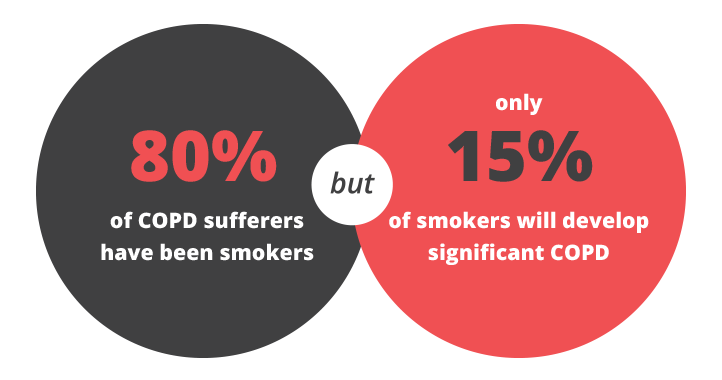 80%
of COPD sufferers
have been smokers
but
only
15%
of smokers will develop
significant COPD